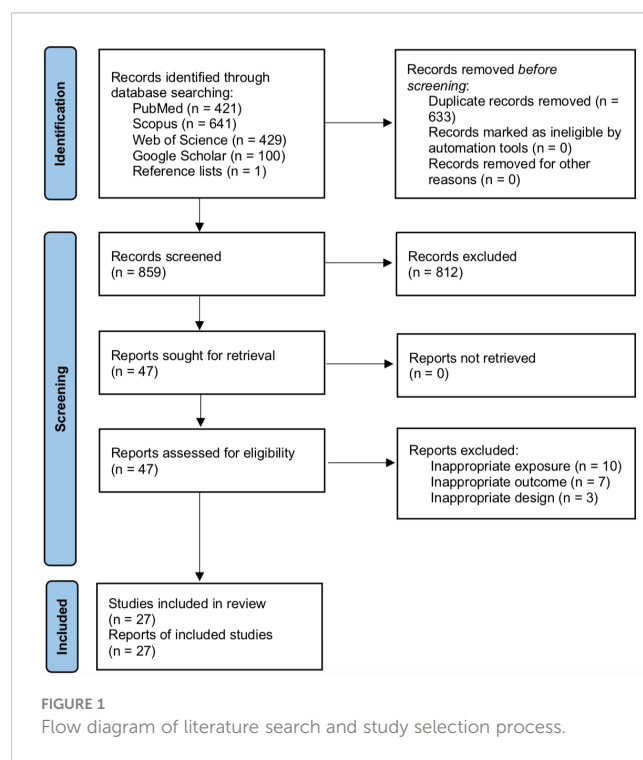 Identification
Records identified through
database searching:
PubMed (n = 421)
Scopus (n = 641)
Web of Science (n = 429)
Google Scholar (n = 100)
Reference lists (n = 1)
Records removed before
screening:
Duplicate records removed (n =
633)
Records marked as ineligible by
automation tools (n = 0)
Records removed for other
reasons (n = 0)
Screening
Records screened
(n = 859)
Records excluded
(n = 812)
Reports sought for retrieval
(n = 47)
Reports not retrieved
(n = 0)
Reports assessed for eligibility
(n = 47)
Reports excluded:
Inappropriate exposure (n = 10)
Inappropriate outcome (n = 7)
Inappropriate design (n = 3)
Included
Studies included in review
(n = 27)
Reports of included studies
(n = 27)
FIGURE 1
Flow diagram of literature search and study selection process.